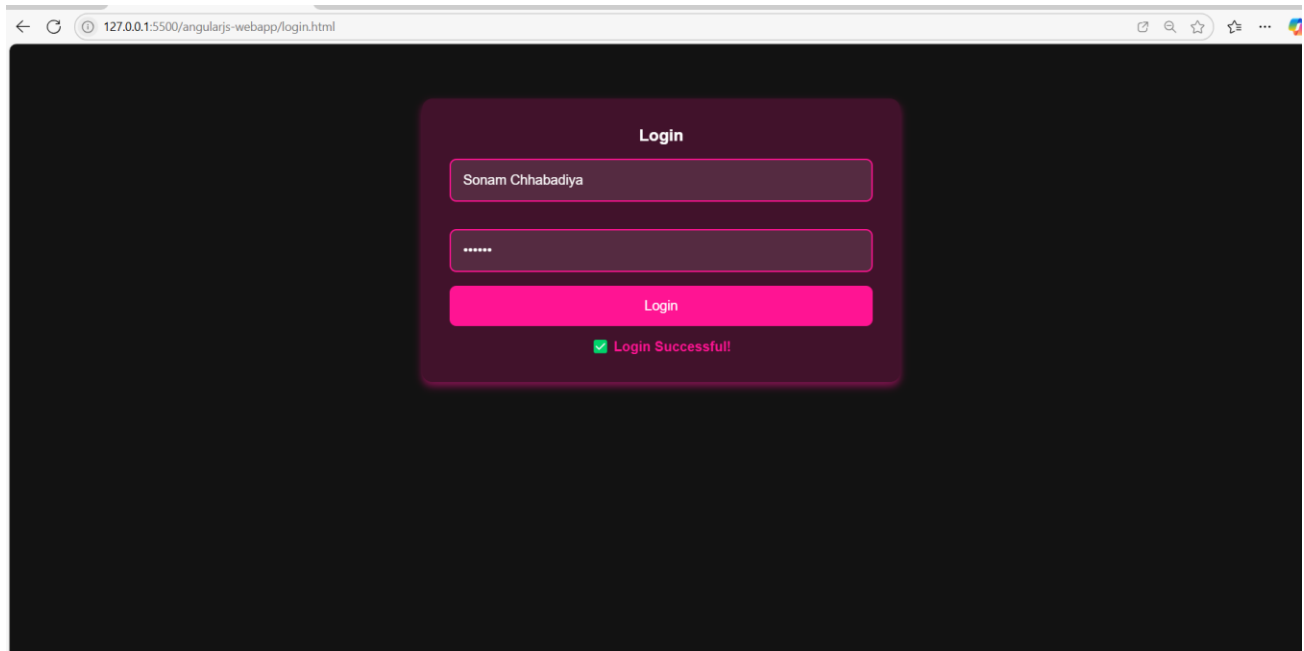 127.0.0.1:5500/angularjs-webapp/login.html
Login
Sonam Chhabadiya
••••••
Login
✅ Login Successful!